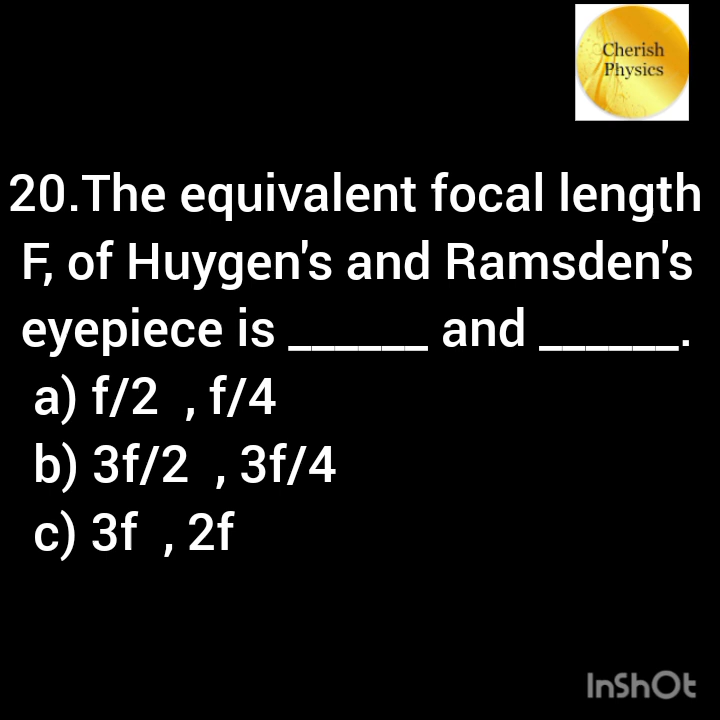 Cherish
Physics
20.The equivalent focal length
F, of Huygen's and Ramsden's
eyepiece is ______ and ______.
a) f/2 , f/4
b) 3f/2 , 3f/4
c) 3f , 2f
InShOt